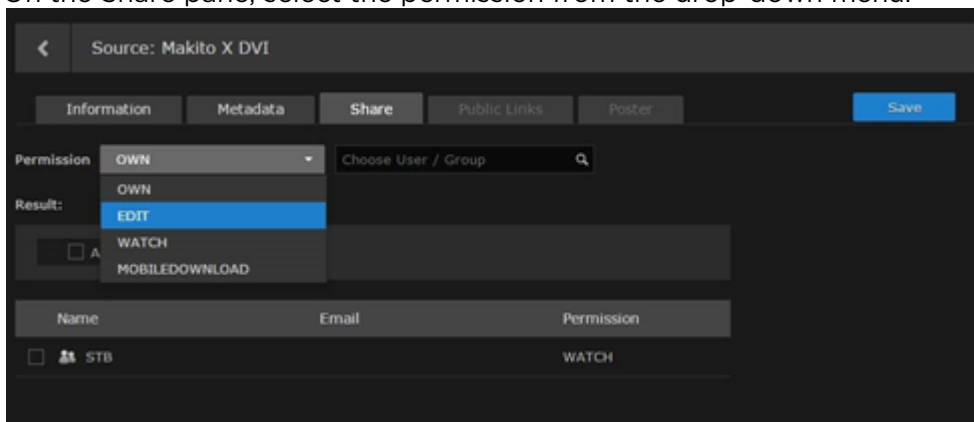 On the Share pane, select the permission from the drop-down menu.
Source: Makito X DVI
Information Metadata Share Public Links Poster Save
Permission OWN Choose User / Group
OWN
Result:
EDIT
WATCH
A
MOBILEDOWNLOAD
Name Email Permission
STB WATCH